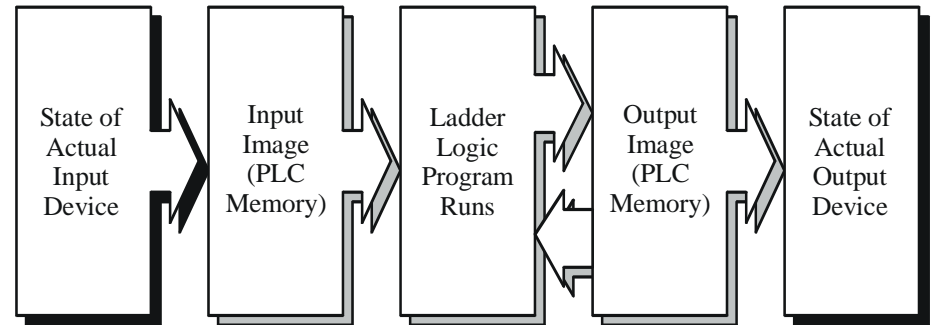 State of
Actual
Input
Device
Input
Image
(PLC
Memory)
Ladder
Logic
Program
Runs
Output
Image
(PLC
Memory)
State of
Actual
Output
Device